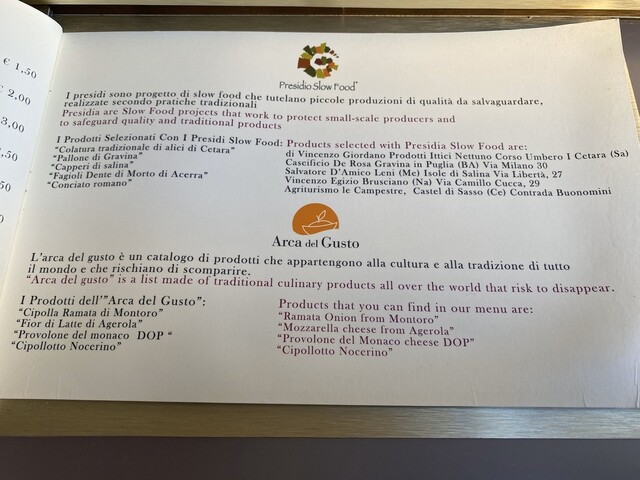 € 1,50
€ 2.00
3.00
,50
50
Presidio Slow Food®
I presidi sono progetto di slow food che tutelano piccole produzioni di qualità da salvaguardare,
realizzate secondo pratiche tradizionali
Presidia are Slow Food projects that work to protect small-scale producers and
to safeguard quality and traditional products
I Prodotti Selezionati Con I Presidi Slow Food: Products selected with Presidia Slow Food are:
"Colatura tradizionale di alici di Cetara" di Vincenzo Giordano Prodotti Ittici Nettuno Corso Umbero I Cetara (Sa)
"Pallone di Gravina" Caseificio De Rosa Gravina in Puglia (BA) Via Milano 30
"Capperi di salina" Salvatore D'Amico Leni (Me) Isole di Salina Via Libertà, 27
"Fagioli Dente di Morto di Acerra" Vincenzo Egizio Brusciano (Na) Via Camillo Cucca, 29
"Conciato romano" Agriturismo le Campestre, Castel di Sasso (Ce) Contrada Buonomini
Arca del Gusto
L'arca del gusto è un catalogo di prodotti che appartengono alla cultura e alla tradizione di tutto
il mondo e che rischiano di scomparire.
"Arca del gusto" is a list made of traditional culinary products all over the world that risk to disappear.
I Prodotti dell'"Arca del Gusto":
"Cipolla Ramata di Montoro"
"Fior di Latte di Agerola"
"Provolone del monaco DOP "
"Cipollotto Nocerino"
Products that you can find in our menu are:
"Ramata Onion from Montoro"
"Mozzarella cheese from Agerola"
"Provolone del Monaco cheese DOP"
"Cipollotto Nocerino"